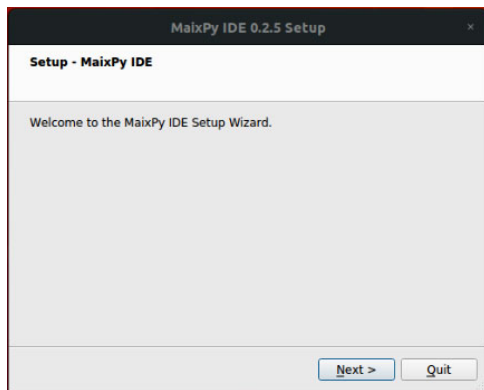 MaixPy IDE 0.2.5 Setup
Setup - MaixPy IDE
Welcome to the MaixPy IDE Setup Wizard.
Next > Quit